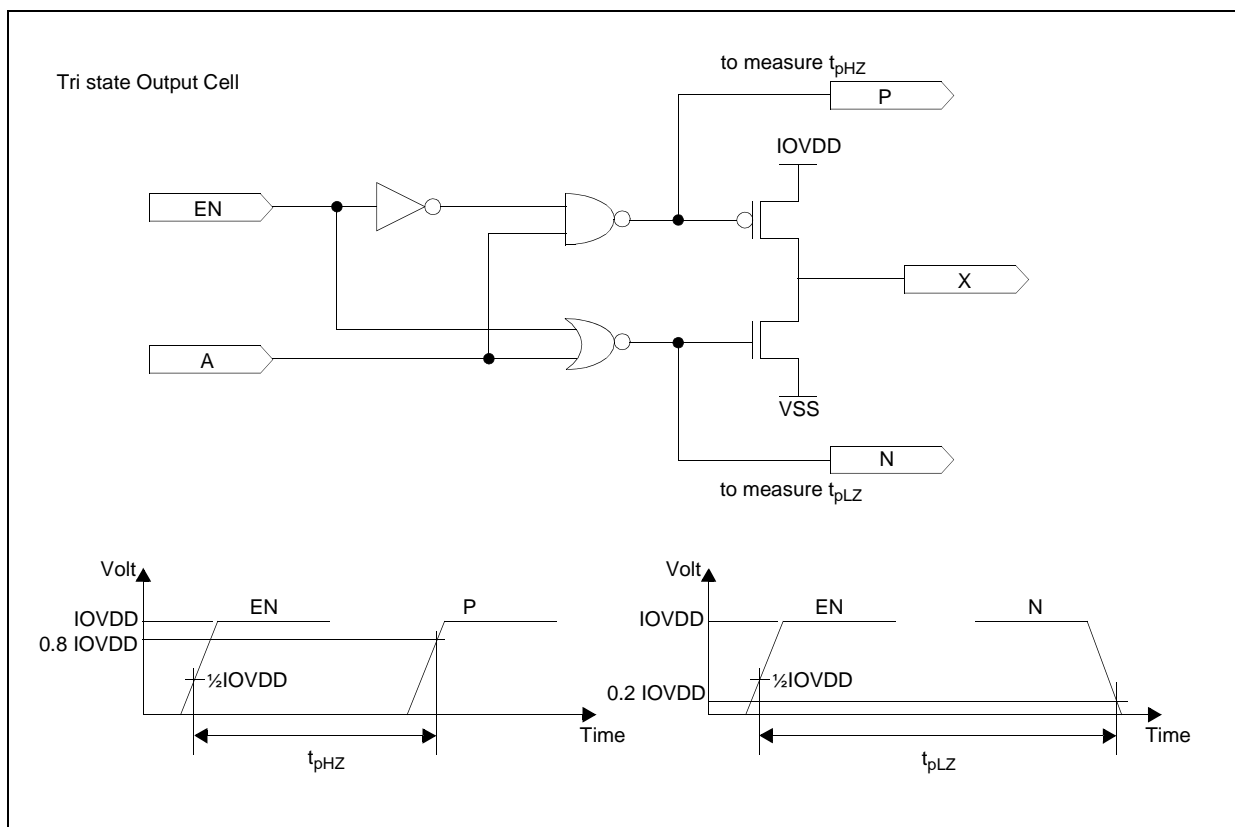 to measure tpHZ
Tri state Output Cell
P
IOVDD
EN
X
A
VSS
N
to measure tpLZ
Volt
IOVDD
EN
P
0.8 IOVDD
½IOVDD
Time
tpHZ
Volt
IOVDD
EN
N
½IOVDD
0.2 IOVDD
Time
tpLZ